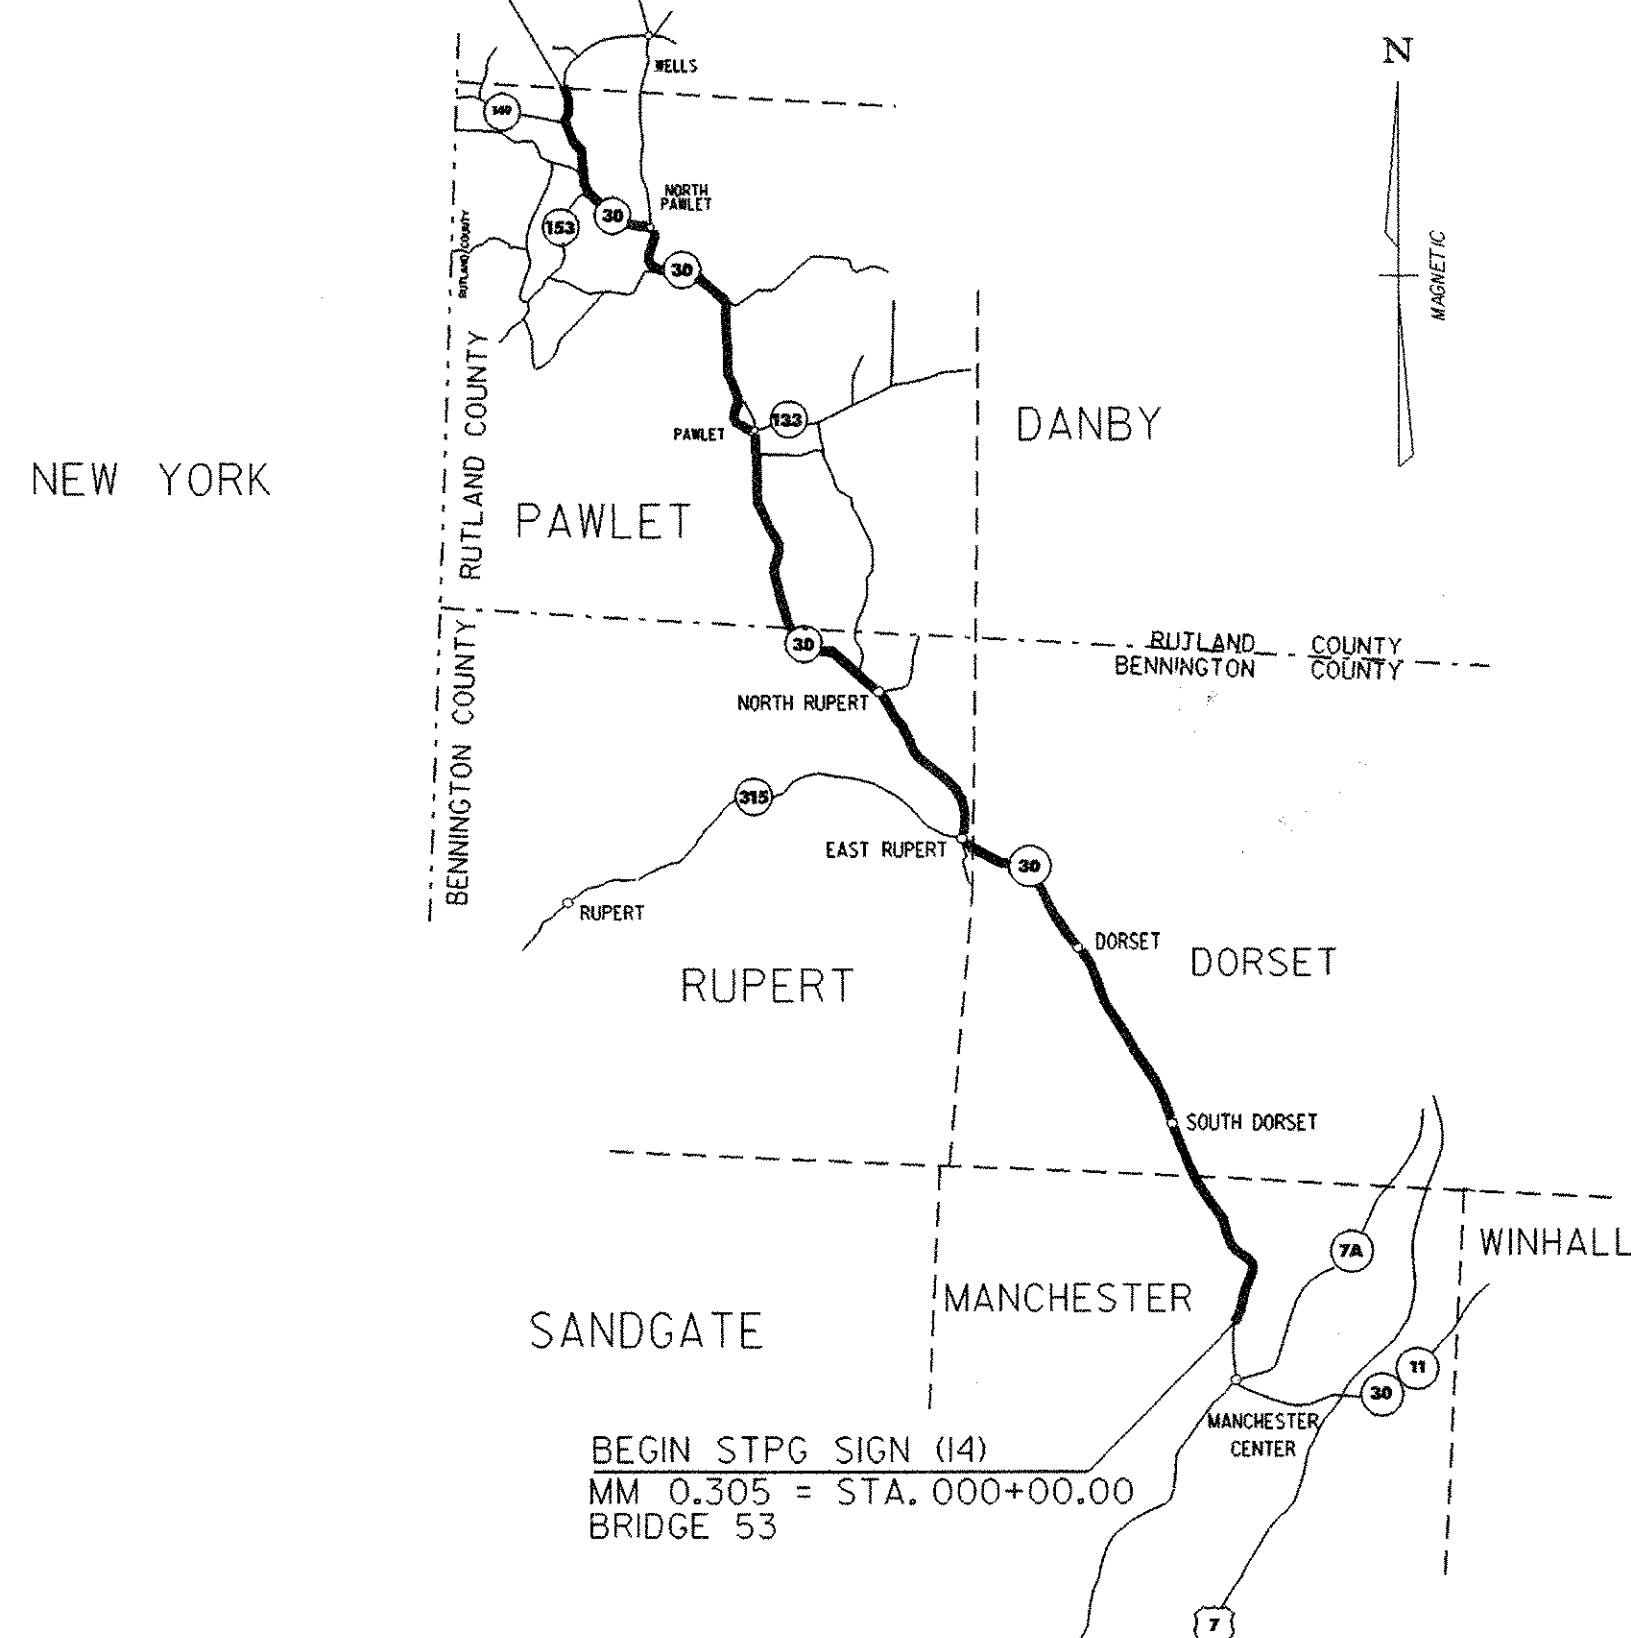 N
WELLS
149
NORTH
PAWLET
30
153
RUTLAND COUNTY
30
MAGNETIC
133
PAWLET
DANBY
NEW YORK
RUTLAND COUNTY
PAWLET
30
RUTLAND COUNTY
BENNINGTON COUNTY
NORTH RUPERT
BENNINGTON COUNTY
315
EAST RUPERT
30
RUPERT
DORSET
DORSET
RUPERT
SOUTH DORSET
7A
WINHALL
MANCHESTER
SANDGATE
11
30
MANCHESTER
CENTER
BEGIN STPG SIGN (14)
MM 0.305 = STA. 000+00.00
BRIDGE 53
7